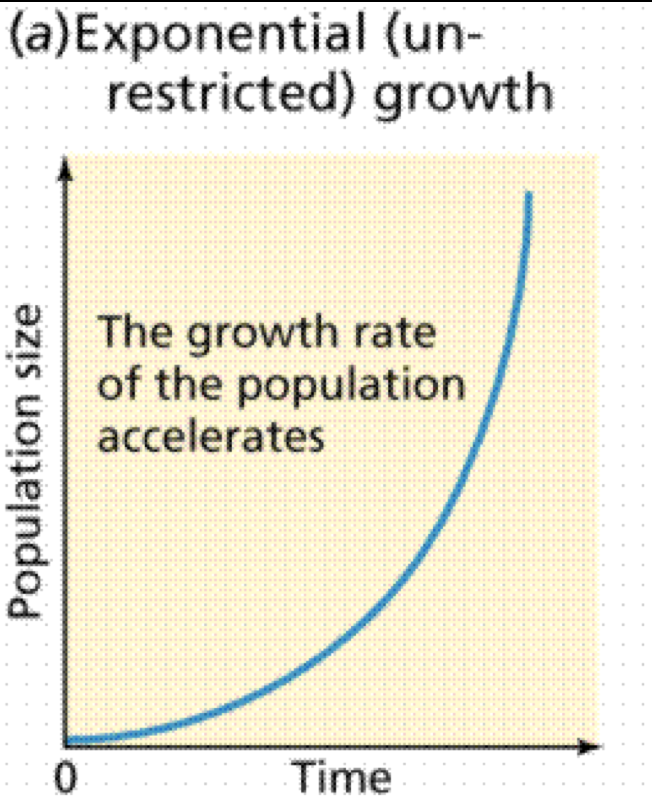 (a)Exponential (un-
restricted) growth
The growth rate
of the population
accelerates
Population size
0
Time